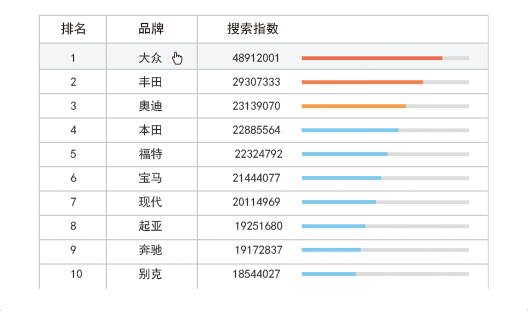 排名 品牌 搜索指数
1 大众 48912001
2 丰田 29307333
3 奥迪 23139070
4 本田 22885564
5 福特 22324792
6 宝马 21444077
7 现代 20114969
8 起亚 19251680
9 奔驰 19172837
10 别克 18544027